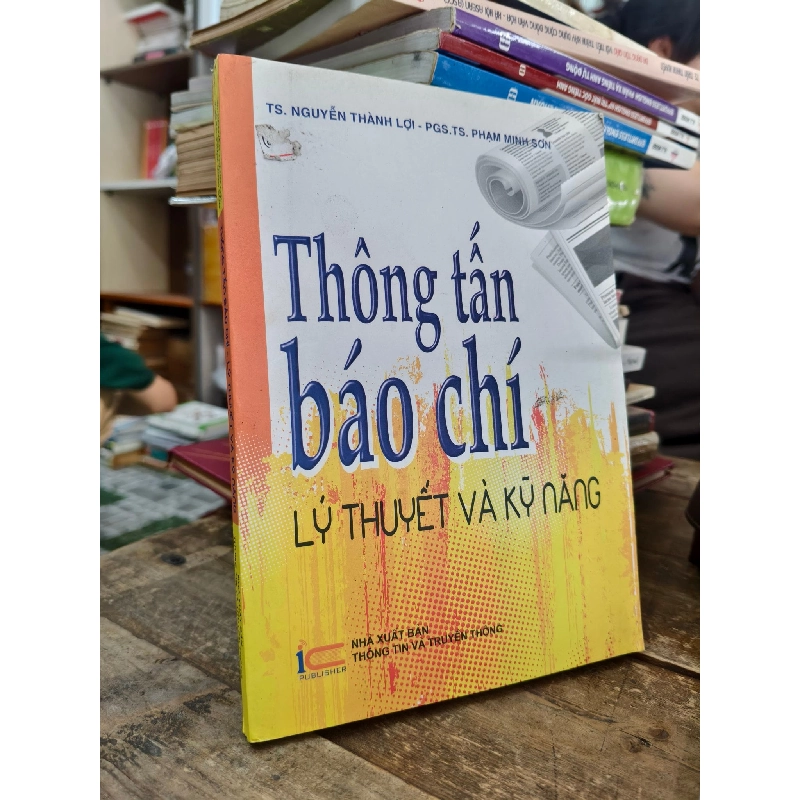 TS. NGUYỄN THÀNH LỢI - PGS.TS. PHẠM MINH SƠN
Thông tấn
báo chí
LÝ THUYẾT VÀ KỸ NĂNG
iC
PUBLISHER
NHÀ XUẤT BẢN
THÔNG TIN VÀ TRUYỀN THÔNG